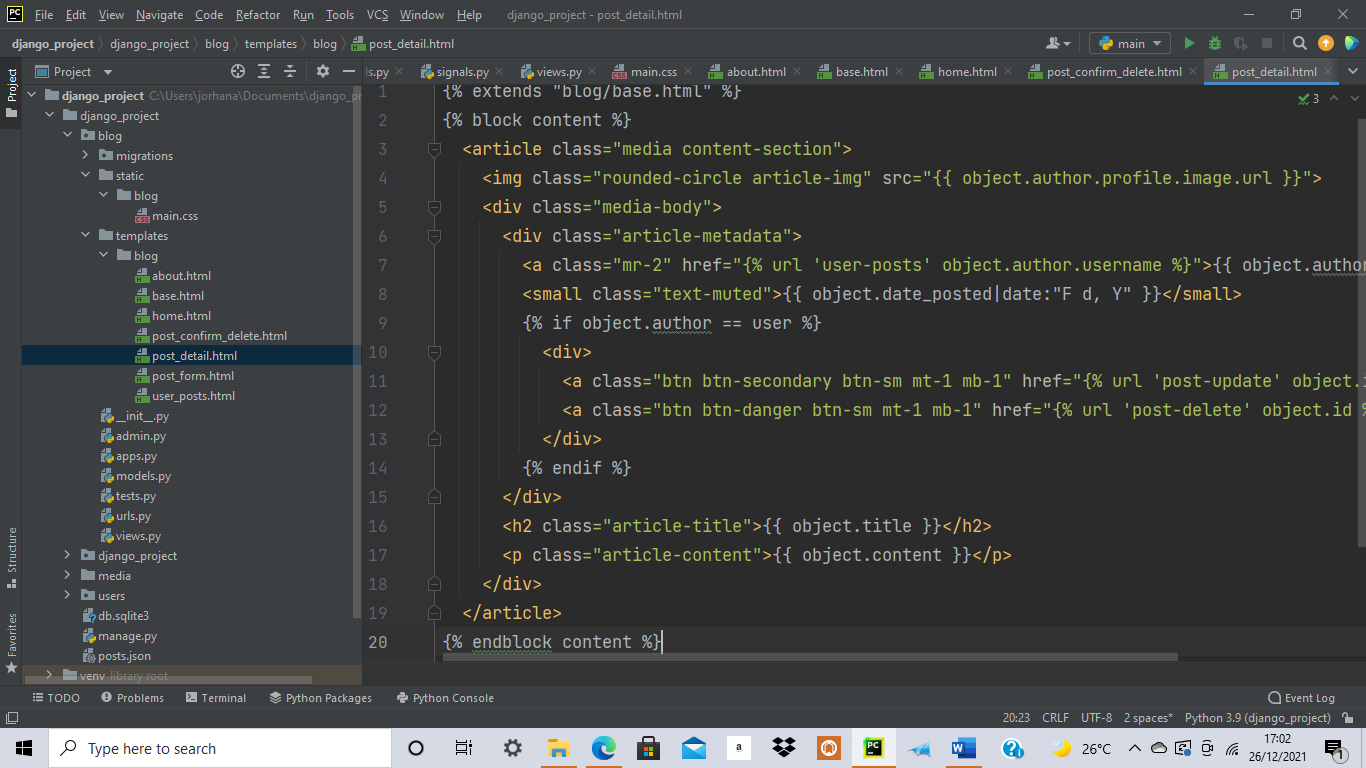 PC File Edit View Navigate Code Refactor Run Tools VCS Window Help django_project - post_detail.html
django_project django_project blog templates blog post_detail.html main
Project ls.py signals.py views.py main.css about.html base.html home.html post_confirm_delete.html post_detail.html
Project
Structure
Favorites
django_project C:\Users\jorhana\Documents\django_pr
django_project
blog
migrations
static
blog
main.css
templates
blog
about.html
base.html
home.html
post_confirm_delete.html
post_detail.html
post_form.html
user_posts.html
__init__.py
admin.py
apps.py
models.py
tests.py
urls.py
views.py
django_project
media
users
db.sqlite3
manage.py
posts.json
venv library root
3
1 {% extends "blog/base.html" %}
2 {% block content %}
3 <article class="media content-section">
4 <img class="rounded-circle article-img" src="{{ object.author.profile.image.url }}">
5 <div class="media-body">
6 <div class="article-metadata">
7 <a class="mr-2" href="{% url 'user-posts' object.author.username %}">{{ object.author
8 <small class="text-muted">{{ object.date_posted|date:"F d, Y" }}</small>
9 {% if object.author == user %}
10 <div>
11 <a class="btn btn-secondary btn-sm mt-1 mb-1" href="{% url 'post-update' object.i
12 <a class="btn btn-danger btn-sm mt-1 mb-1" href="{% url 'post-delete' object.id %
13 </div>
14 {% endif %}
15 </div>
16 <h2 class="article-title">{{ object.title }}</h2>
17 <p class="article-content">{{ object.content }}</p>
18 </div>
19 </article>
20 {% endblock content %}
TODO Problems Terminal Python Packages Python Console Event Log
20:23 CRLF UTF-8 2 spaces* Python 3.9 (django_project)
Type here to search a PC W 26°C 17:02
26/12/2021 1